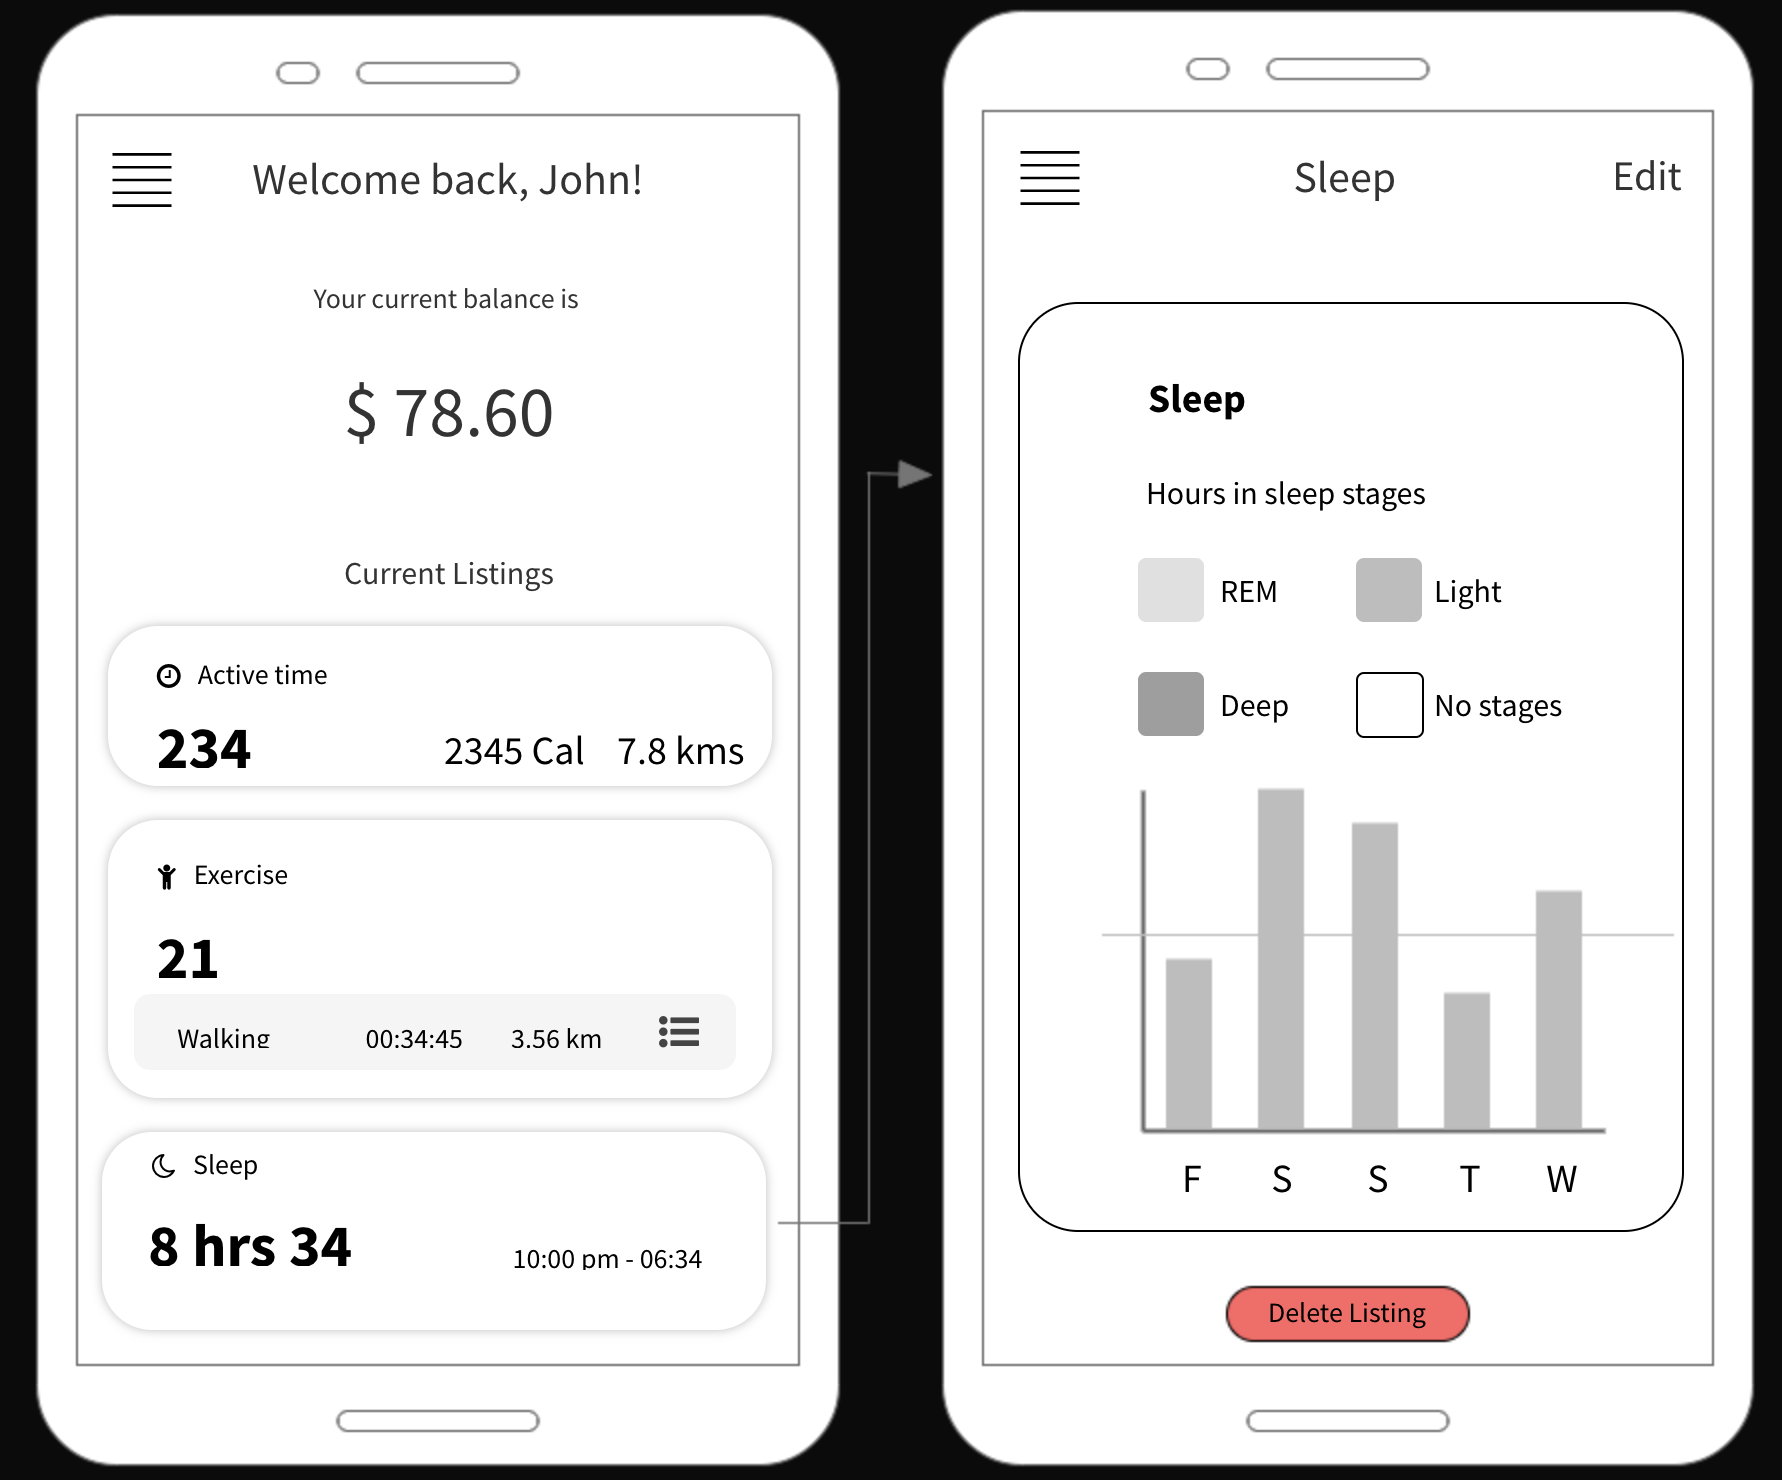 Welcome back, John!
Your current balance is
$ 78.60
Current Listings
Active time
234 2345 Cal 7.8 kms
Exercise
21
Walking 00:34:45 3.56 km
Sleep
8 hrs 34 10:00 pm - 06:34
Sleep Edit
Sleep
Hours in sleep stages
REM Light
Deep No stages
F S S T W
Delete Listing